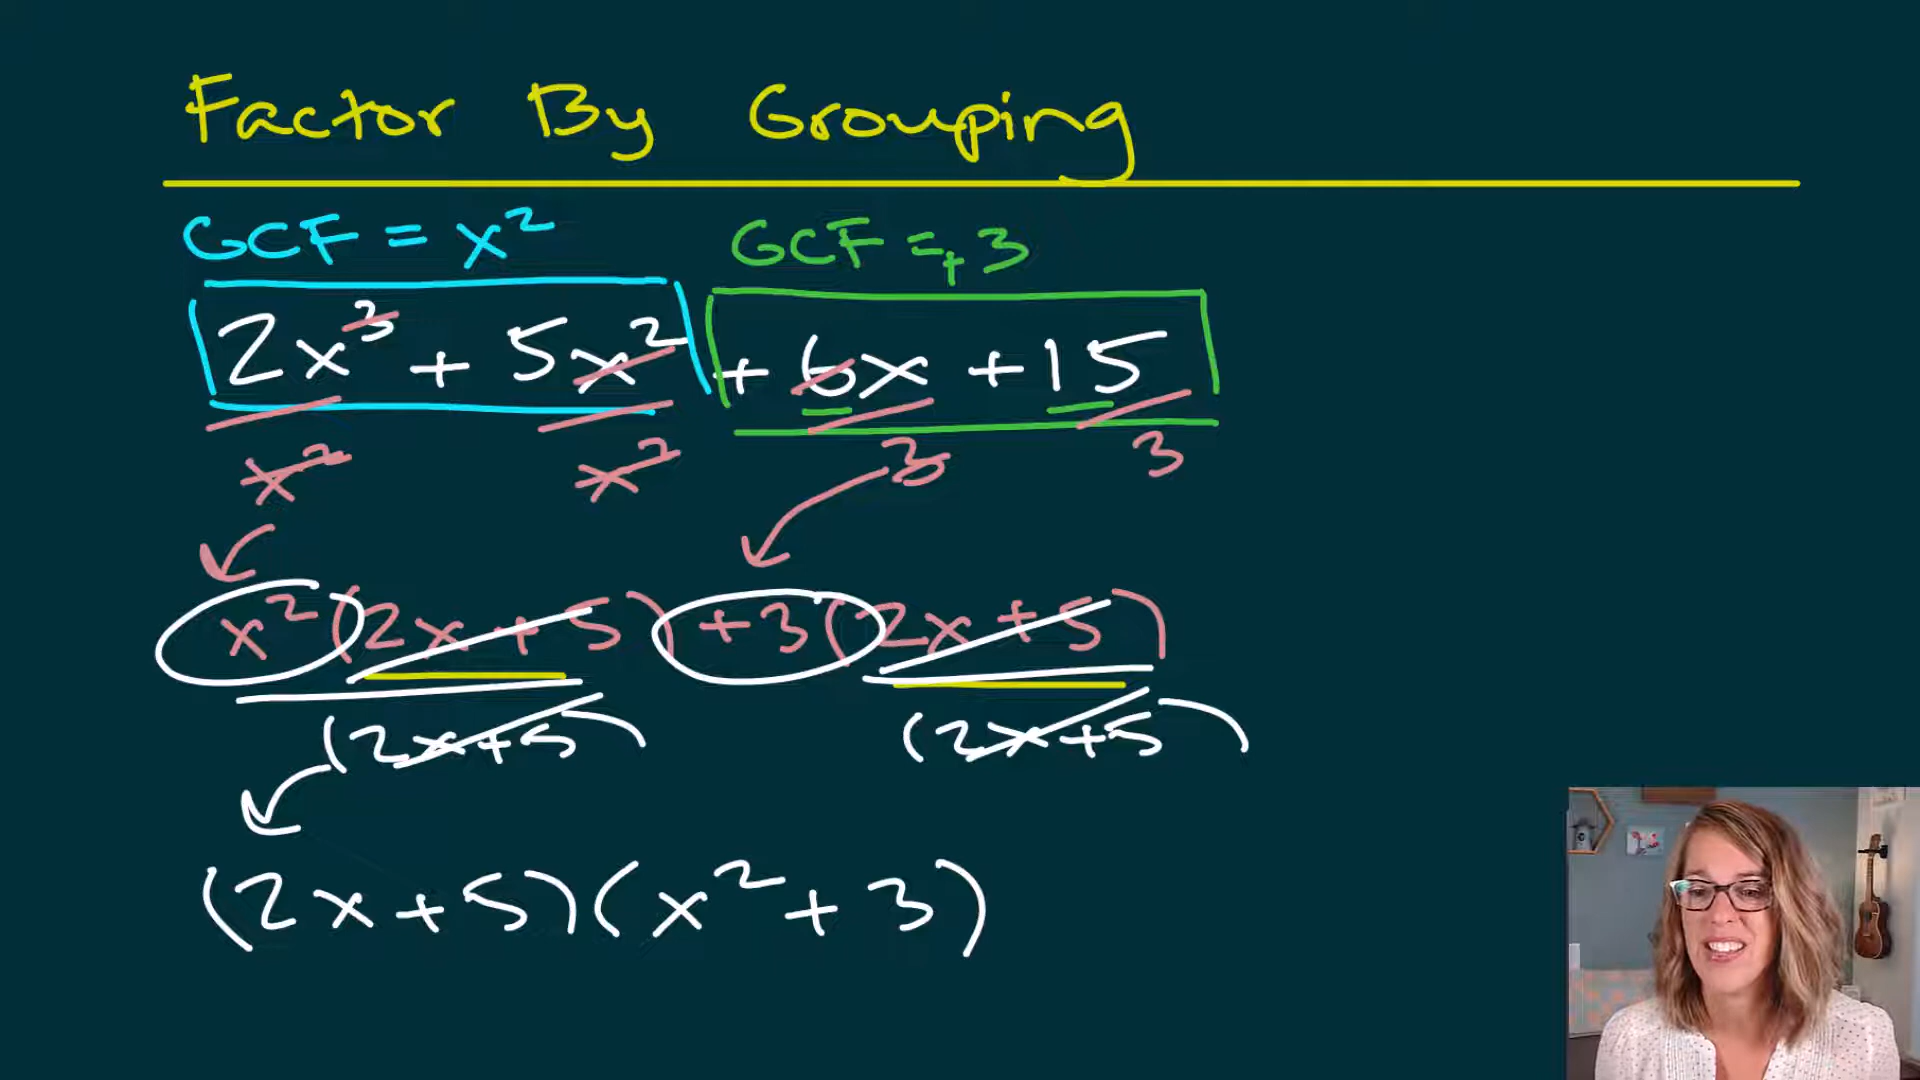 Factor By Grouping
GCF = x² GCF = +3
2x³ + 5x² + 6x + 15
x² x² 3 3
x²(2x+5) +3(2x+5)
(2x+5) (2x+5)
(2x+5)(x²+3)